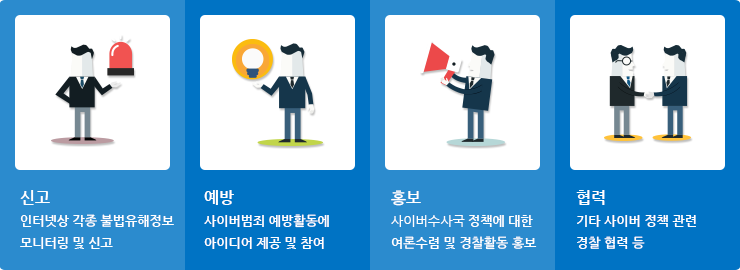 신고
인터넷상 각종 불법유해정보
모니터링 및 신고
예방
사이버범죄 예방활동에
아이디어 제공 및 참여
홍보
사이버수사국 정책에 대한
여론수렴 및 경찰활동 홍보
협력
기타 사이버 정책 관련
경찰 협력 등